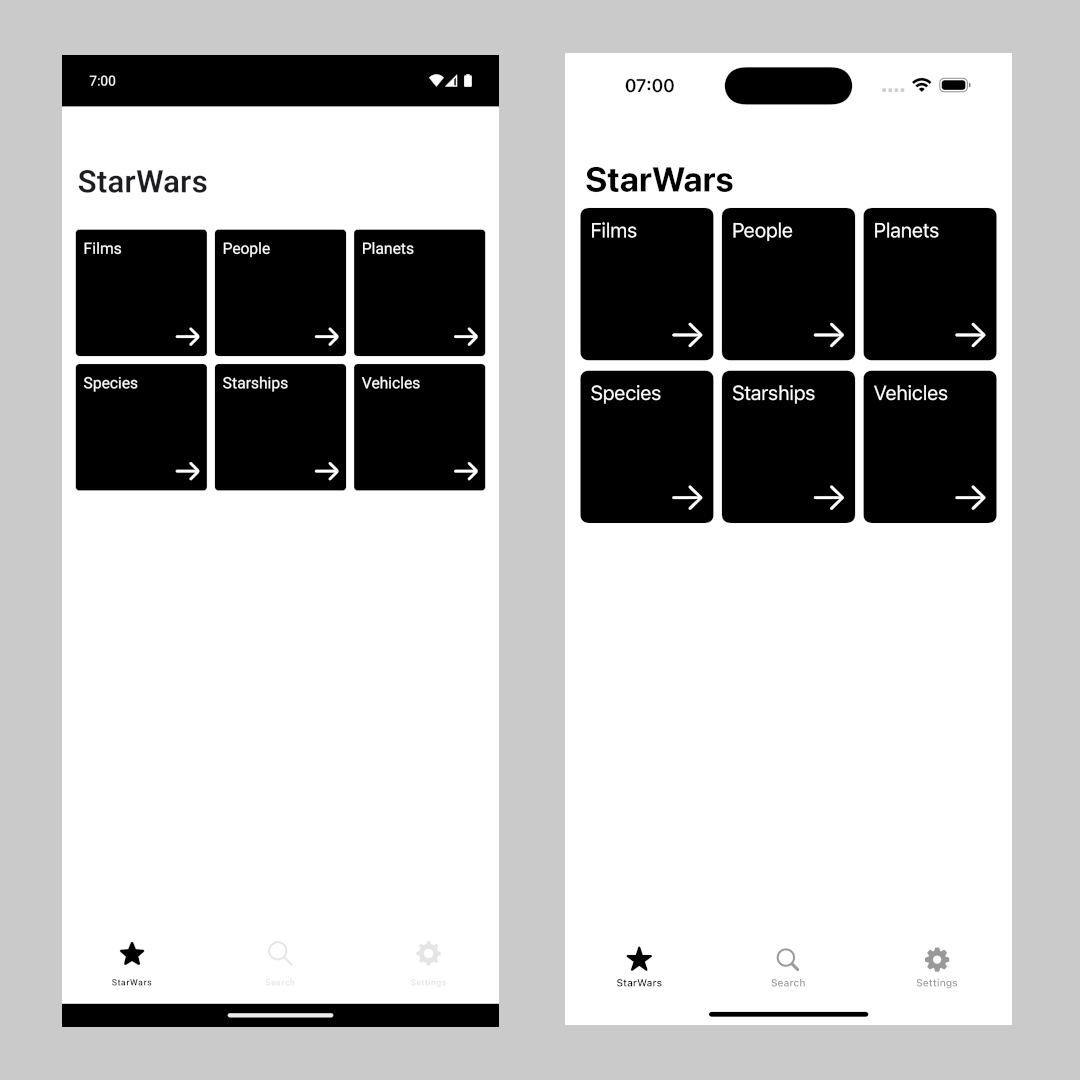 7:00
StarWars
Films People Planets
Species Starships Vehicles
StarWars Search Settings
07:00
StarWars
Films People Planets
Species Starships Vehicles
StarWars Search Settings